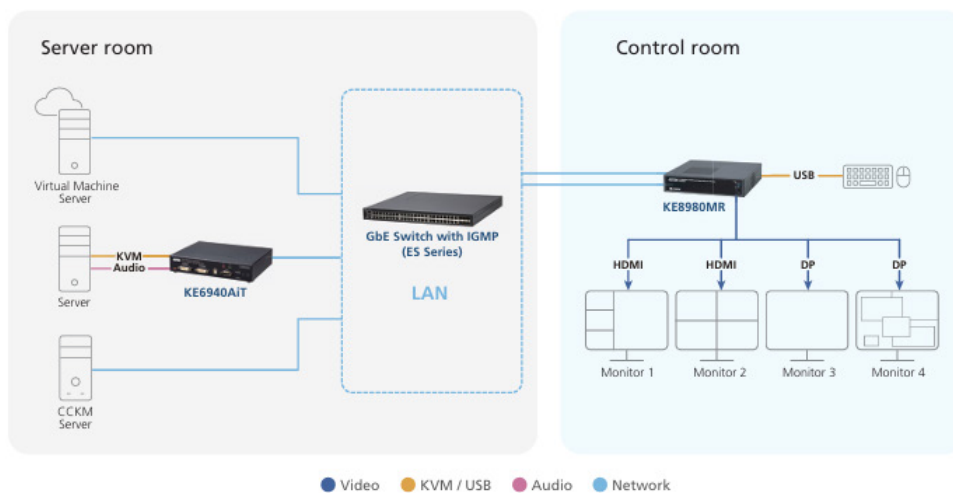 Server room
Control room
Virtual Machine
Server
KVM
Audio
Server
KE6940AiT
GbE Switch with IGMP
(ES Series)
LAN
CCKM
Server
KE8980MR
USB
HDMI
HDMI
DP
DP
Monitor 1
Monitor 2
Monitor 3
Monitor 4
Video
KVM / USB
Audio
Network